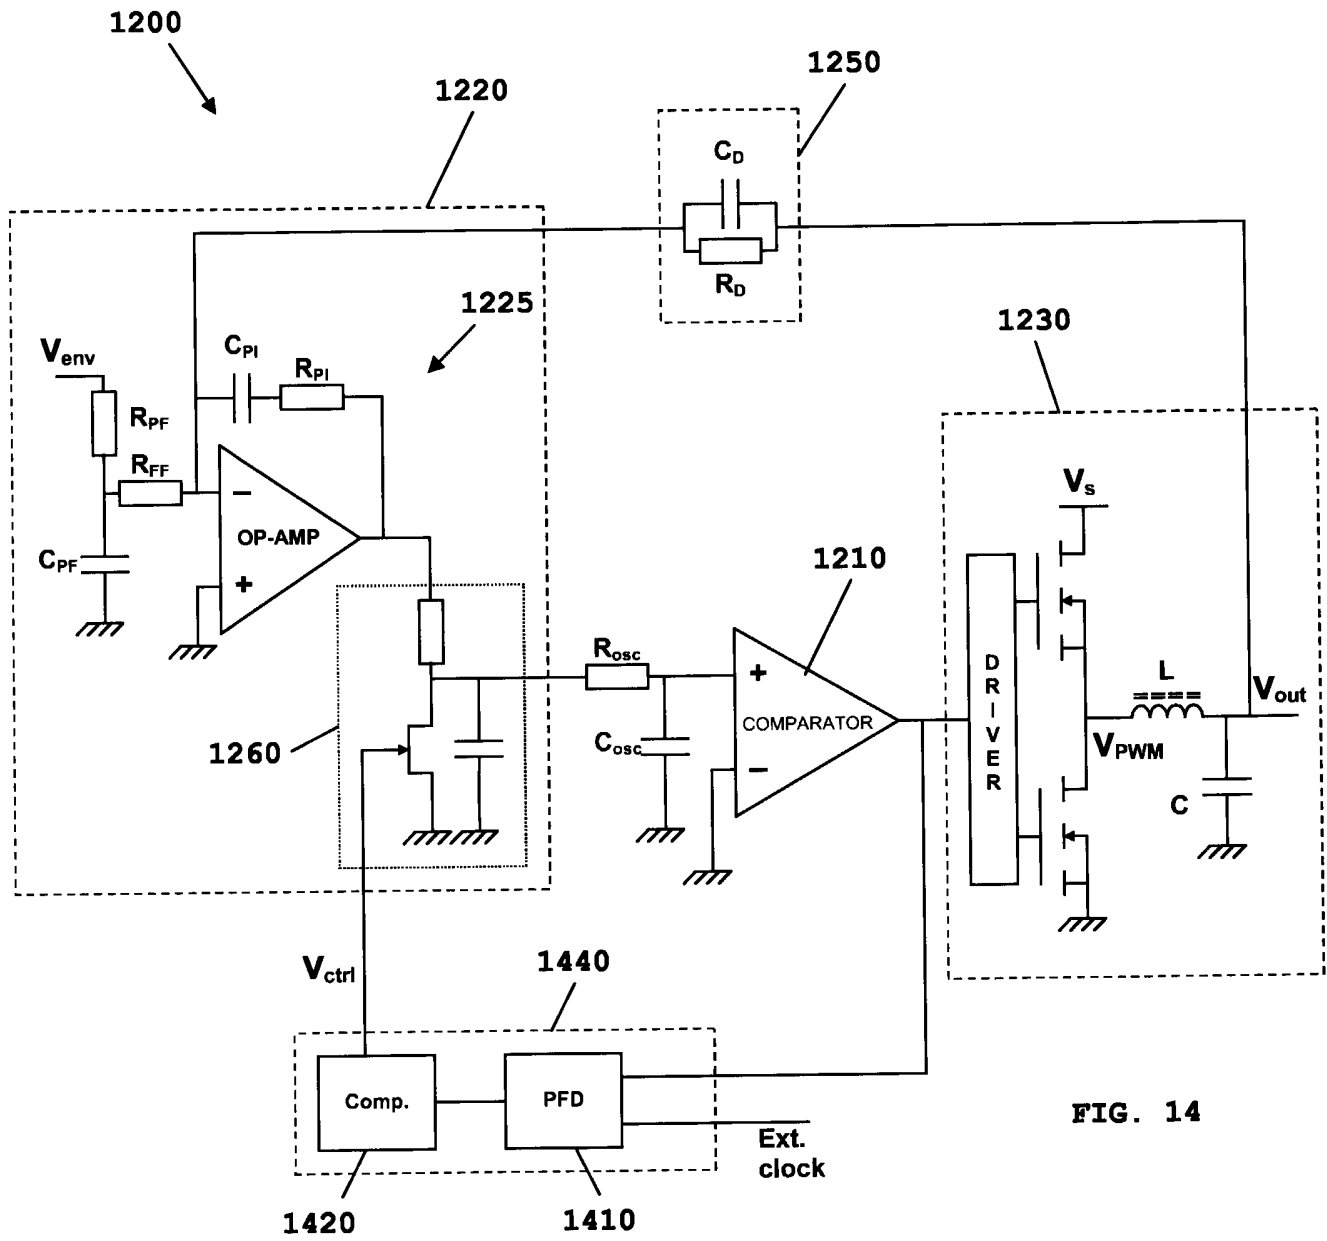 1200
1220
1250
C_D
R_D
1225
1230
V_env
C_PI
R_PI
R_PF
R_FF
V_s
- OP-AMP +
C_PF
1210
R_osc
+ COMPARATOR -
C_osc
DRIVER
L
V_out
V_PWM
C
1260
V_ctrl
1440
Comp.
PFD
Ext.
clock
FIG. 14
1420
1410